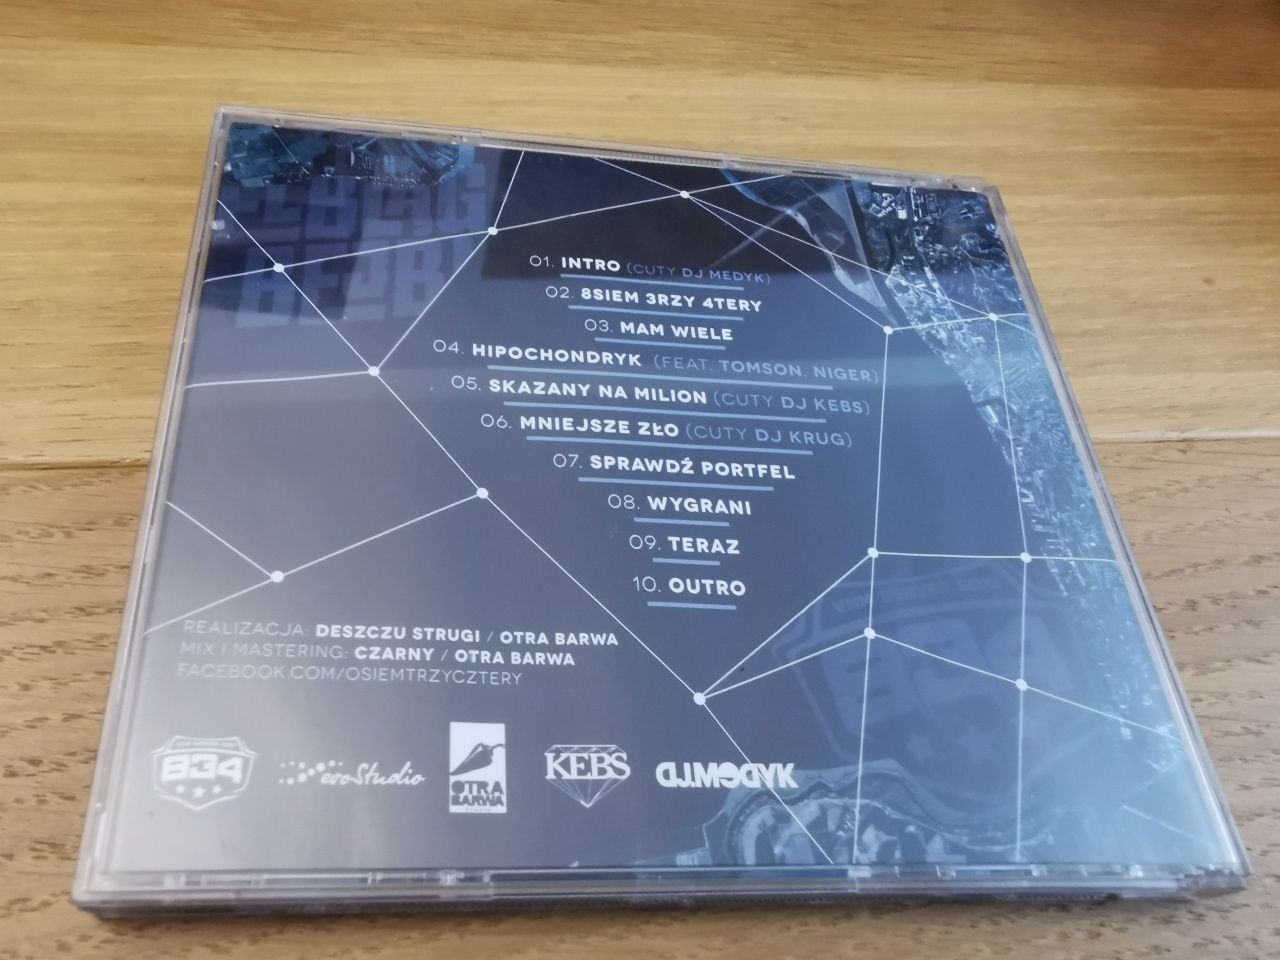 01. INTRO (CUTY DJ MEDYK)
02. 8SIEM 3RZY 4TERY
03. MAM WIELE
04. HIPOCHONDRYK (FEAT. TOMSON, NIGER)
05. SKAZANY NA MILION (CUTY DJ KEBS)
06. MNIEJSZE ZŁO (CUTY DJ KRUG)
07. SPRAWDŹ PORTFEL
08. WYGRANI
09. TERAZ
10. OUTRO
REALIZACJA: DESZCZU STRUGI / OTRA BARWA
MIX I MASTERING: CZARNY / OTRA BARWA
FACEBOOK.COM/OSIEMTRZYCZTERY
834
evoStudio
OTRA
BARWA
KEBS